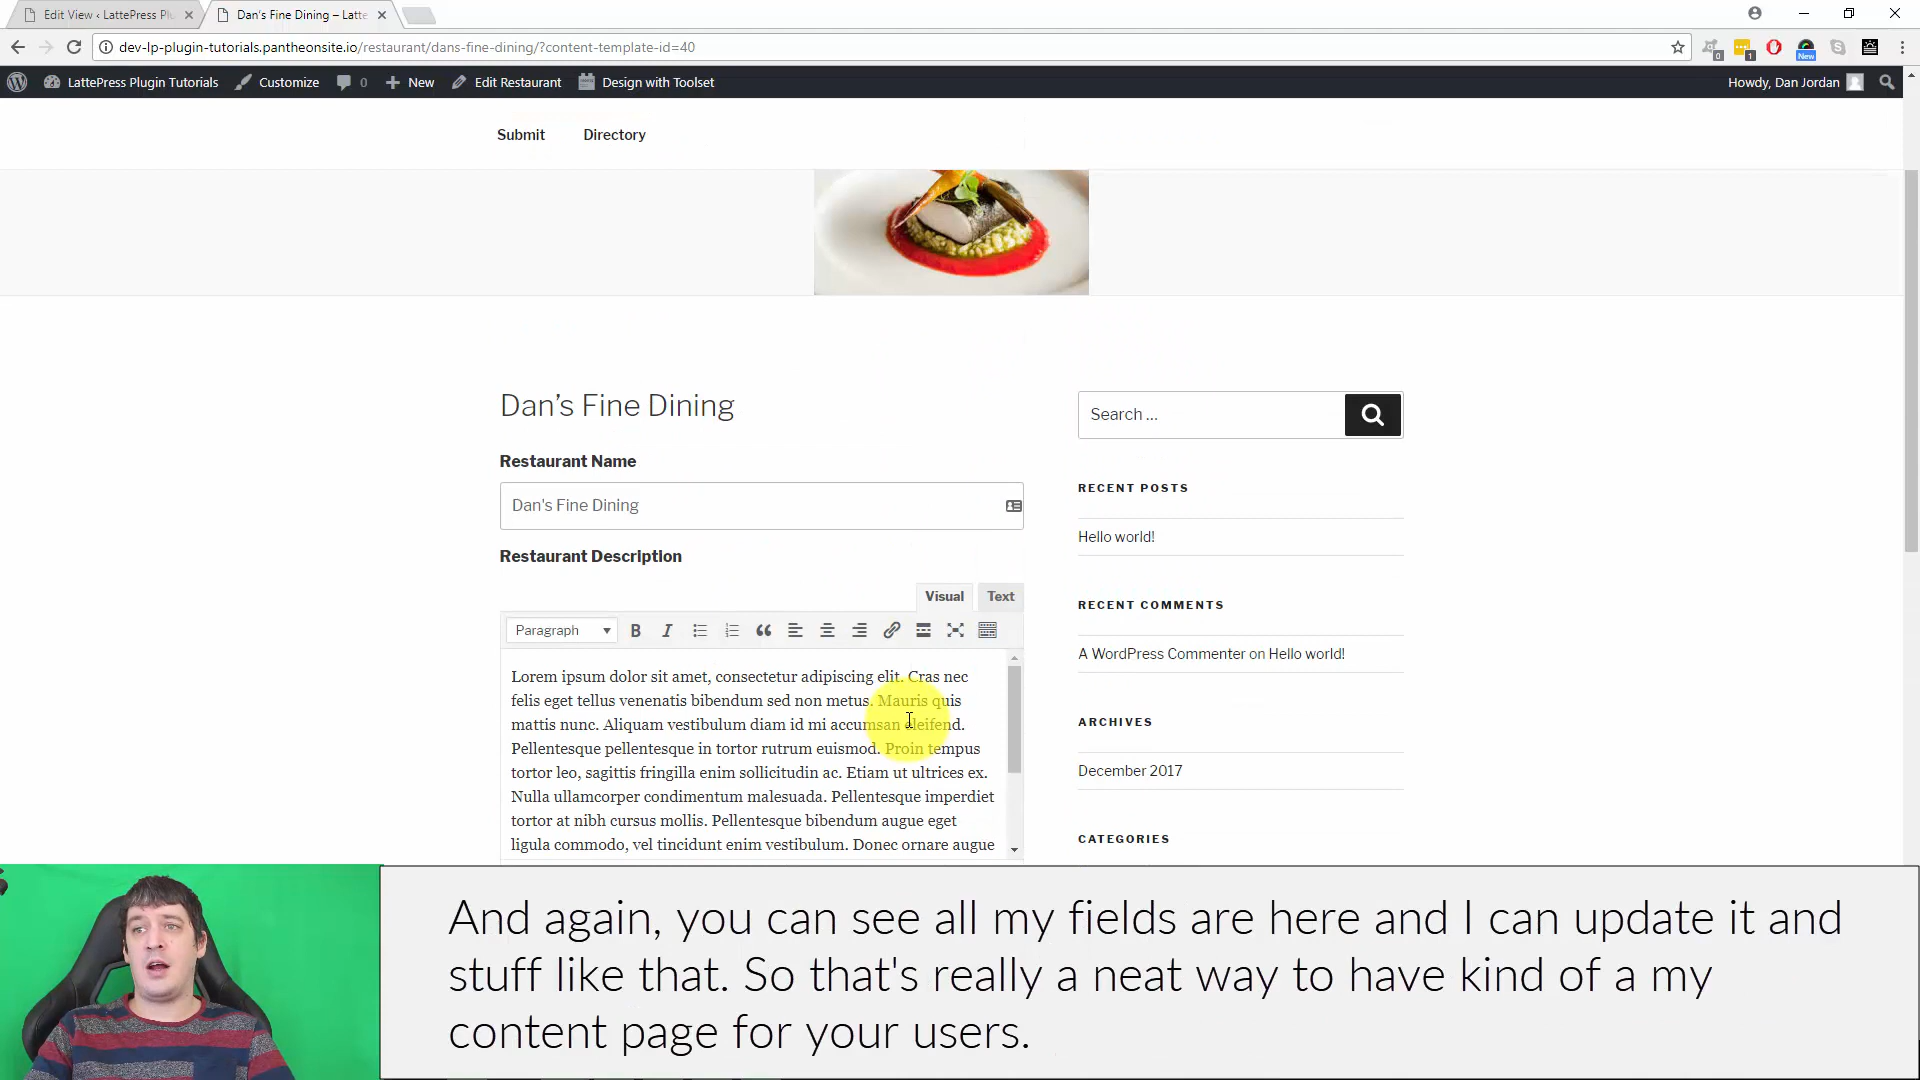 Edit View ‹ LattePress Plu
Dan's Fine Dining – Latte
dev-lp-plugin-tutorials.pantheonsite.io/restaurant/dans-fine-dining/?content-template-id=40
0
1
New
LattePress Plugin Tutorials
Customize
0
New
Edit Restaurant
Design with Toolset
Howdy, Dan Jordan
Submit
Directory
Dan’s Fine Dining
Restaurant Name
Dan's Fine Dining
Restaurant Description
Visual
Text
Paragraph
B
I
Lorem ipsum dolor sit amet, consectetur adipiscing elit. Cras nec
felis eget tellus venenatis bibendum sed non metus. Mauris quis
mattis nunc. Aliquam vestibulum diam id mi accumsan eleifend.
Pellentesque pellentesque in tortor rutrum euismod. Proin tempus
tortor leo, sagittis fringilla enim sollicitudin ac. Etiam ut ultrices ex.
Nulla ullamcorper condimentum malesuada. Pellentesque imperdiet
tortor at nibh cursus mollis. Pellentesque bibendum augue eget
ligula commodo, vel tincidunt enim vestibulum. Donec ornare augue
Search …
RECENT POSTS
Hello world!
RECENT COMMENTS
A WordPress Commenter on Hello world!
ARCHIVES
December 2017
CATEGORIES
And again, you can see all my fields are here and I can update it and
stuff like that. So that's really a neat way to have kind of a my
content page for your users.